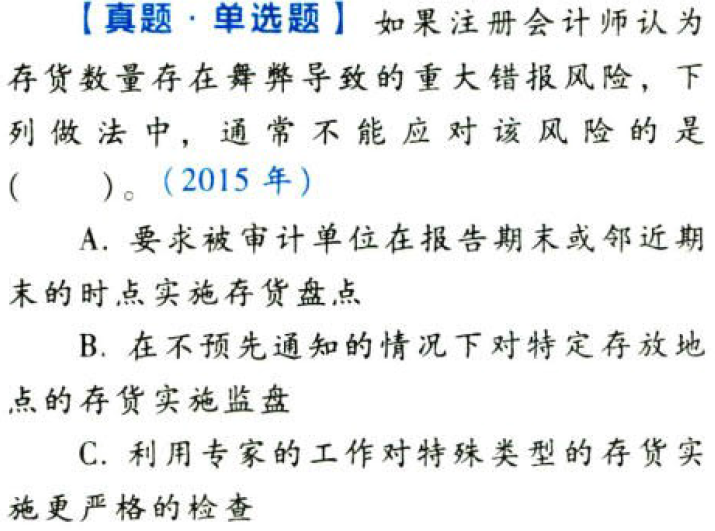 【真题·单选题】 如果注册会计师认为
存货数量存在舞弊导致的重大错报风险，下
列做法中，通常不能应对该风险的是
(　　)。（2015 年）
A. 要求被审计单位在报告期末或邻近期
末的时点实施存货盘点
B. 在不预先通知的情况下对特定存放地
点的存货实施监盘
C. 利用专家的工作对特殊类型的存货实
施更严格的检查